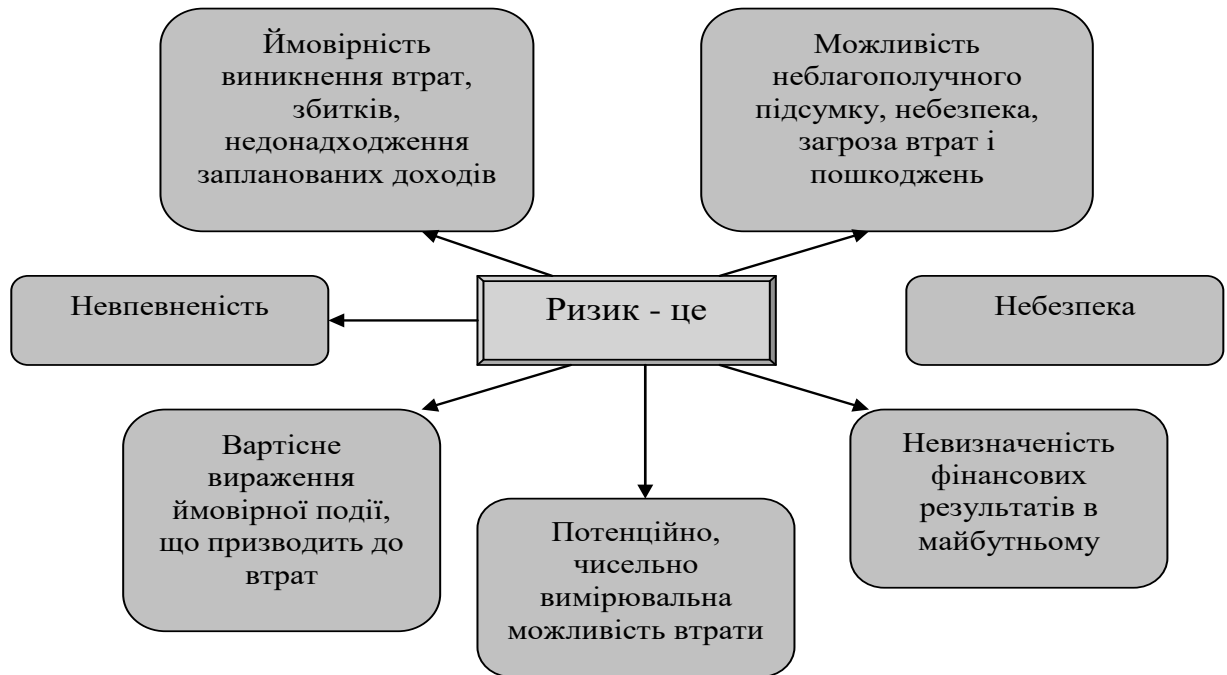 Ймовірність
виникнення втрат,
збитків,
недонадходження
запланованих доходів
Можливість
неблагополучного
підсумку, небезпека,
загроза втрат і
пошкоджень
Невпевненість
Ризик - це
Небезпека
Вартісне
вираження
ймовірної події,
що призводить до
втрат
Потенційно,
чисельно
вимірювальна
можливість втрати
Невизначеність
фінансових
результатів в
майбутньому